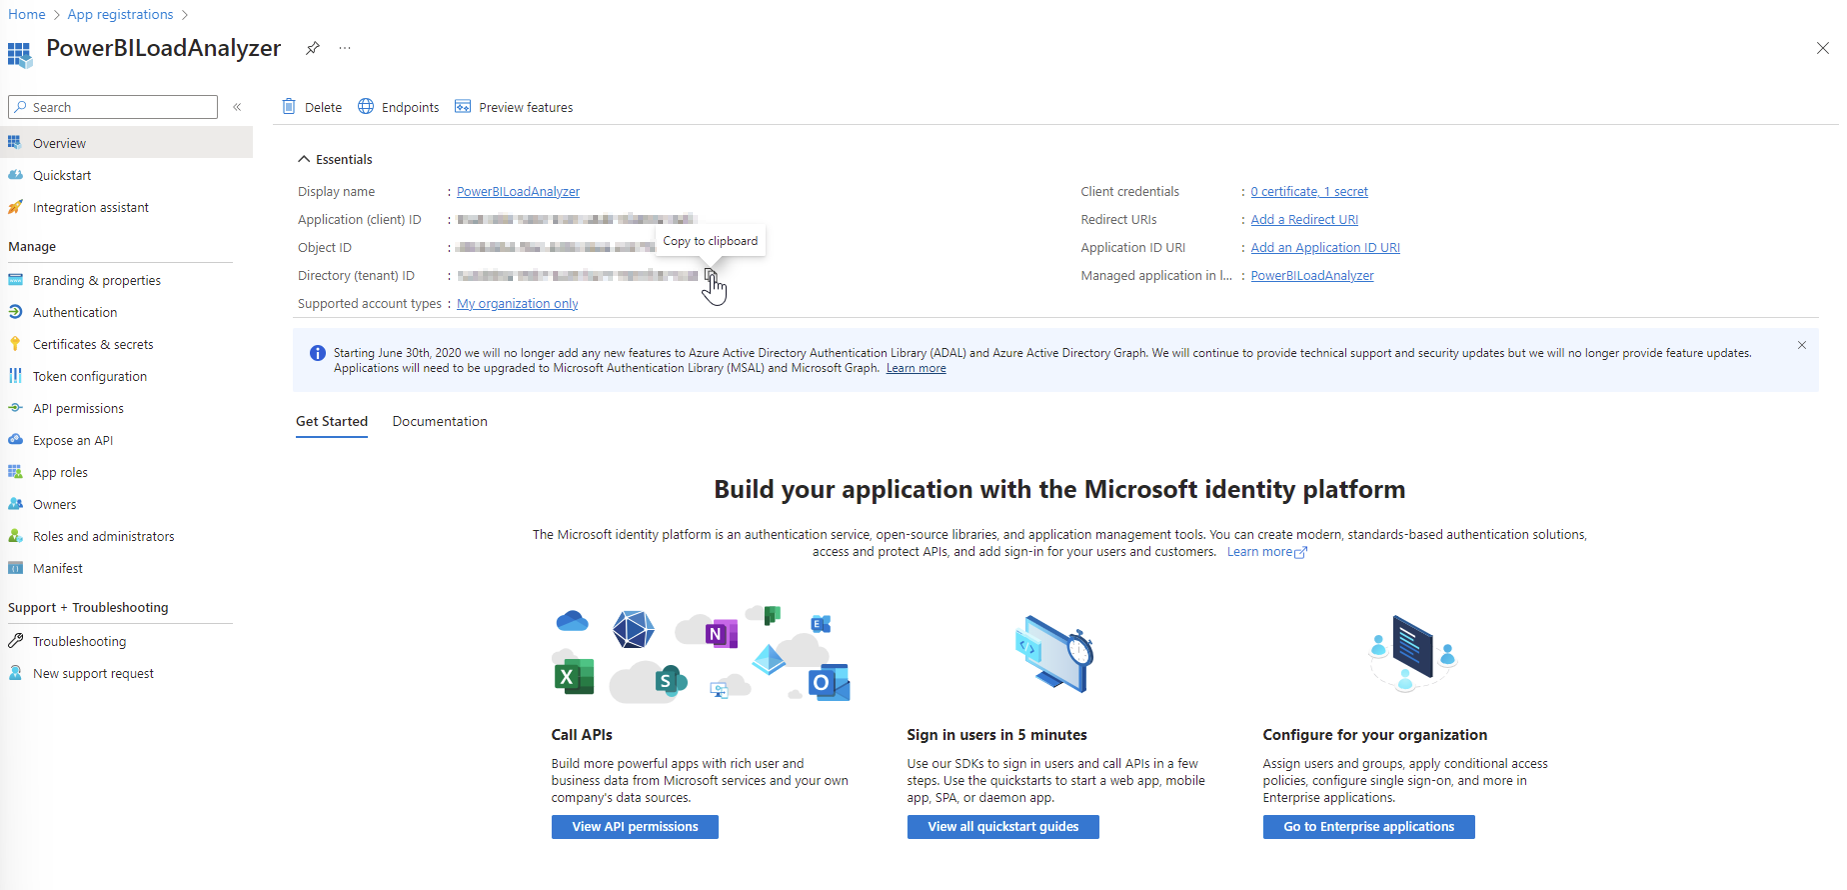 Home > App registrations >
PowerBILoadAnalyzer ...
Search «
Overview
Quickstart
Integration assistant
Manage
Branding & properties
Authentication
Certificates & secrets
Token configuration
API permissions
Expose an API
App roles
Owners
Roles and administrators
Manifest
Support + Troubleshooting
Troubleshooting
New support request
Delete Endpoints Preview features
Essentials
Display name : PowerBILoadAnalyzer
Application (client) ID :
Object ID :
Copy to clipboard
Directory (tenant) ID :
Supported account types : My organization only
Client credentials : 0 certificate, 1 secret
Redirect URIs : Add a Redirect URI
Application ID URI : Add an Application ID URI
Managed application in l... : PowerBILoadAnalyzer
Starting June 30th, 2020 we will no longer add any new features to Azure Active Directory Authentication Library (ADAL) and Azure Active Directory Graph. We will continue to provide technical support and security updates but we will no longer provide feature updates.
Applications will need to be upgraded to Microsoft Authentication Library (MSAL) and Microsoft Graph. Learn more
Get Started Documentation
Build your application with the Microsoft identity platform
The Microsoft identity platform is an authentication service, open-source libraries, and application management tools. You can create modern, standards-based authentication solutions,
access and protect APIs, and add sign-in for your users and customers. Learn more
N
E
X
S
O
Call APIs
Build more powerful apps with rich user and
business data from Microsoft services and your own
company's data sources.
View API permissions
Sign in users in 5 minutes
Use our SDKs to sign in users and call APIs in a few
steps. Use the quickstarts to start a web app, mobile
app, SPA, or daemon app.
View all quickstart guides
Configure for your organization
Assign users and groups, apply conditional access
policies, configure single sign-on, and more in
Enterprise applications.
Go to Enterprise applications